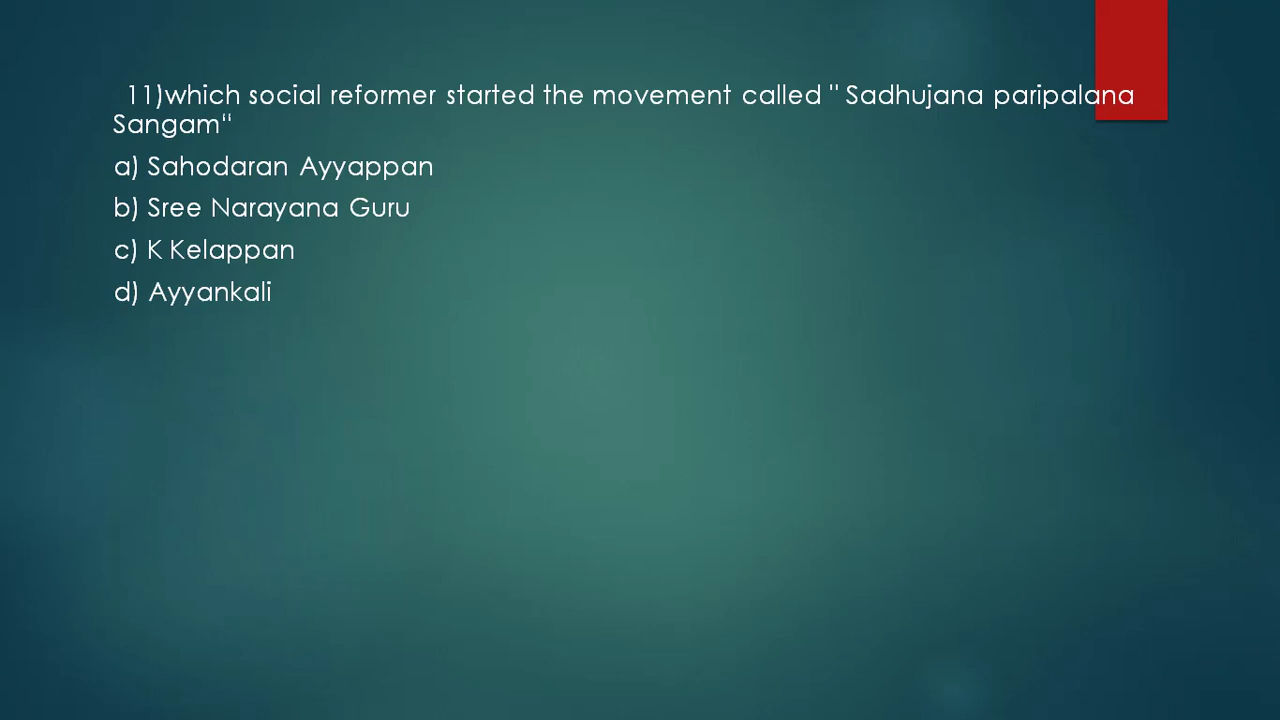 11)which social reformer started the movement called " Sadhujana paripalana
Sangam“
a) Sahodaran Ayyappan
b) Sree Narayana Guru
c) K Kelappan
d) Ayyankali